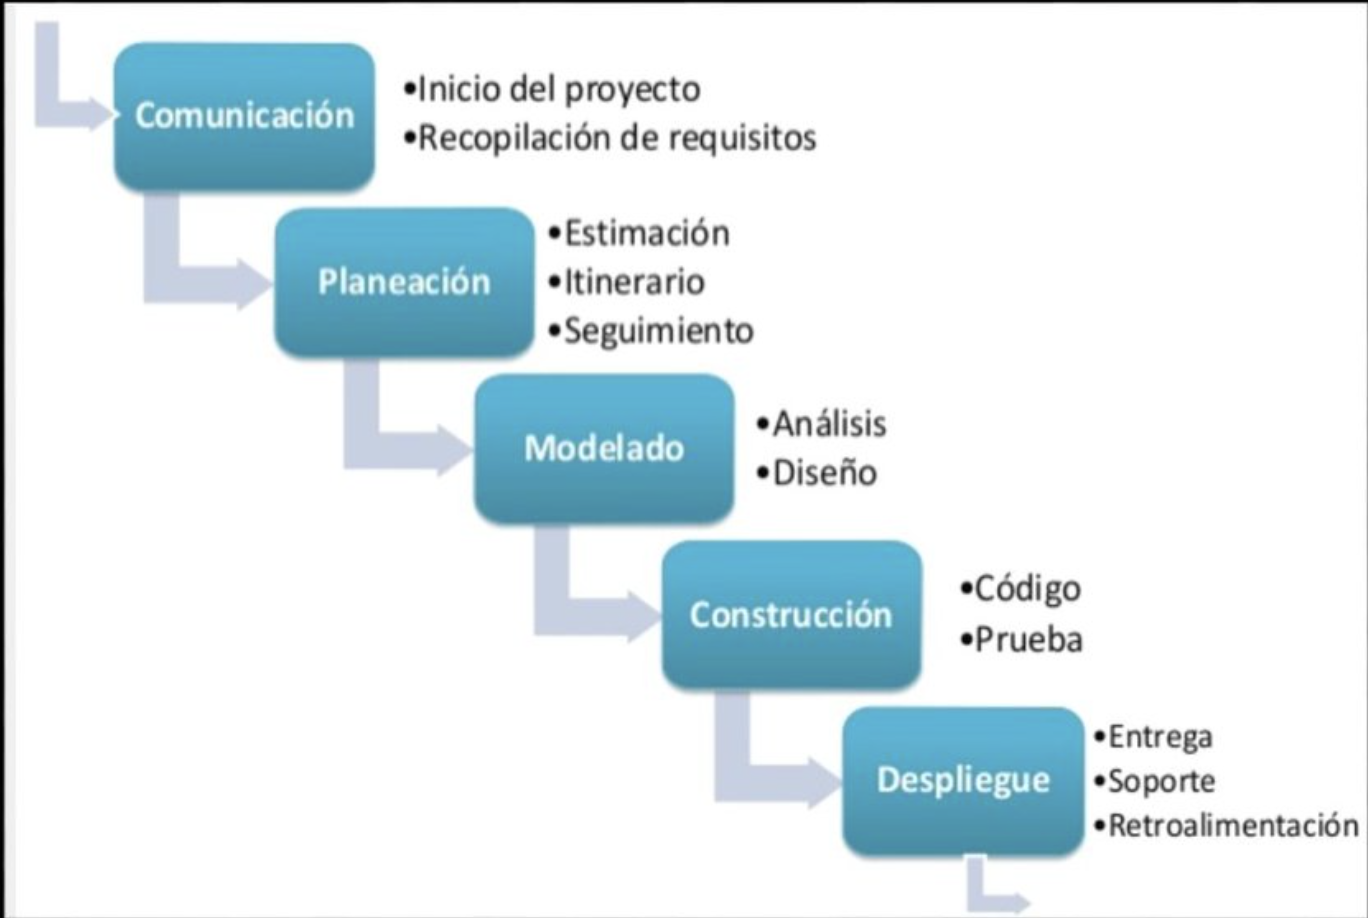 Comunicación
•Inicio del proyecto
•Recopilación de requisitos
Planeación
•Estimación
•Itinerario
•Seguimiento
Modelado
•Análisis
•Diseño
Construcción
•Código
•Prueba
Despliegue
•Entrega
•Soporte
•Retroalimentación